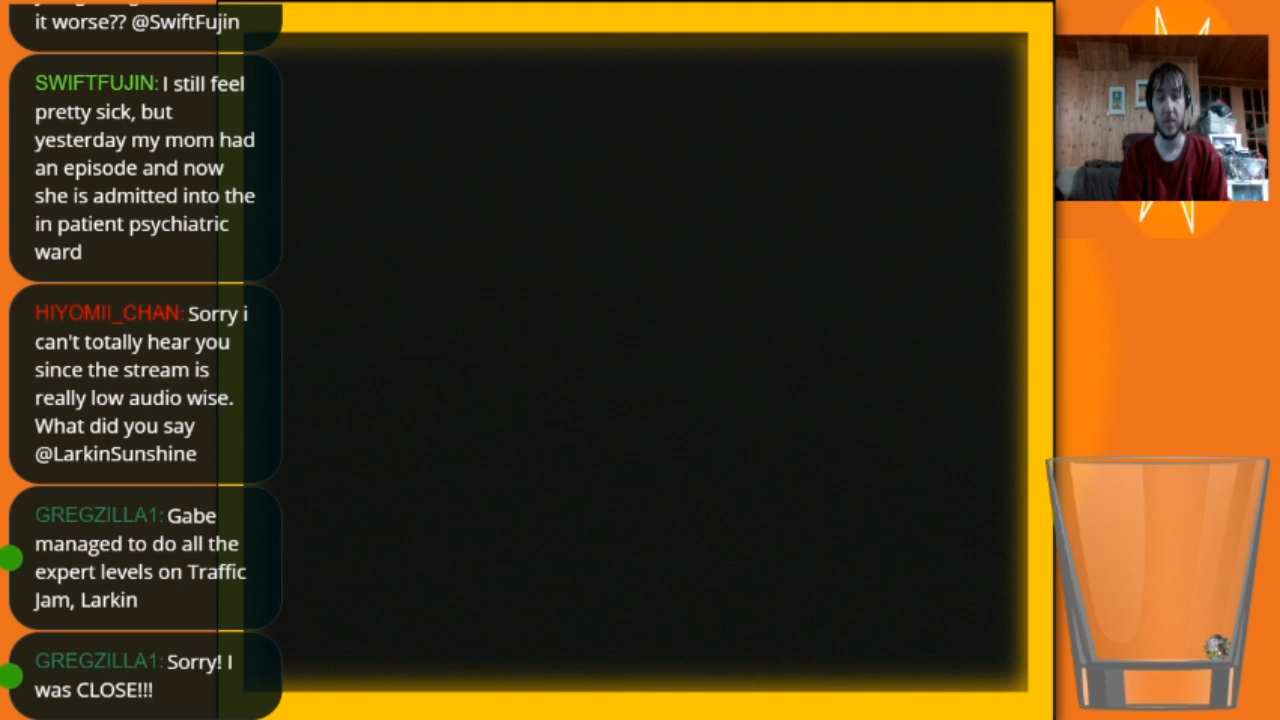 it worse?? @SwiftFujin
SWIFTFUJIN: I still feel
pretty sick, but
yesterday my mom had
an episode and now
she is admitted into the
in patient psychiatric
ward
HIYOMII_CHAN: Sorry i
can't totally hear you
since the stream is
really low audio wise.
What did you say
@LarkinSunshine
GREGZILLA1: Gabe
managed to do all the
expert levels on Traffic
Jam, Larkin
GREGZILLA1: Sorry! I
was CLOSE!!!